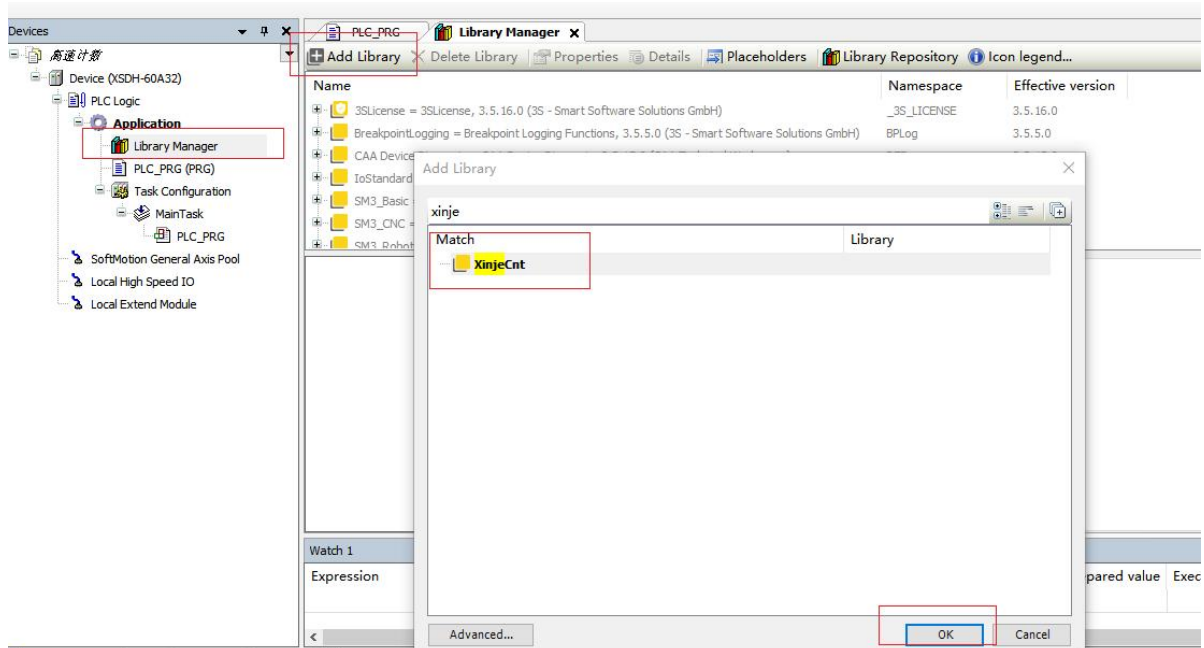 Devices
高速计数
Device (XSDH-60A32)
PLC Logic
Application
Library Manager
PLC_PRG (PRG)
Task Configuration
MainTask
PLC_PRG
SoftMotion General Axis Pool
Local High Speed IO
Local Extend Module
PLC_PRG Library Manager X
Add Library Delete Library Properties Details Placeholders Library Repository Icon legend...
Name Namespace Effective version
3SLicense = 3SLicense, 3.5.16.0 (3S - Smart Software Solutions GmbH) _3S_LICENSE 3.5.16.0
BreakpointLogging = Breakpoint Logging Functions, 3.5.5.0 (3S - Smart Software Solutions GmbH) BPLog 3.5.5.0
CAA Device
IoStandard
SM3_Basic
SM3_CNC =
SM3_Robot
Add Library
xinje
Match Library
XinjeCnt
Advanced... OK Cancel
Watch 1
Expression pared value Exec